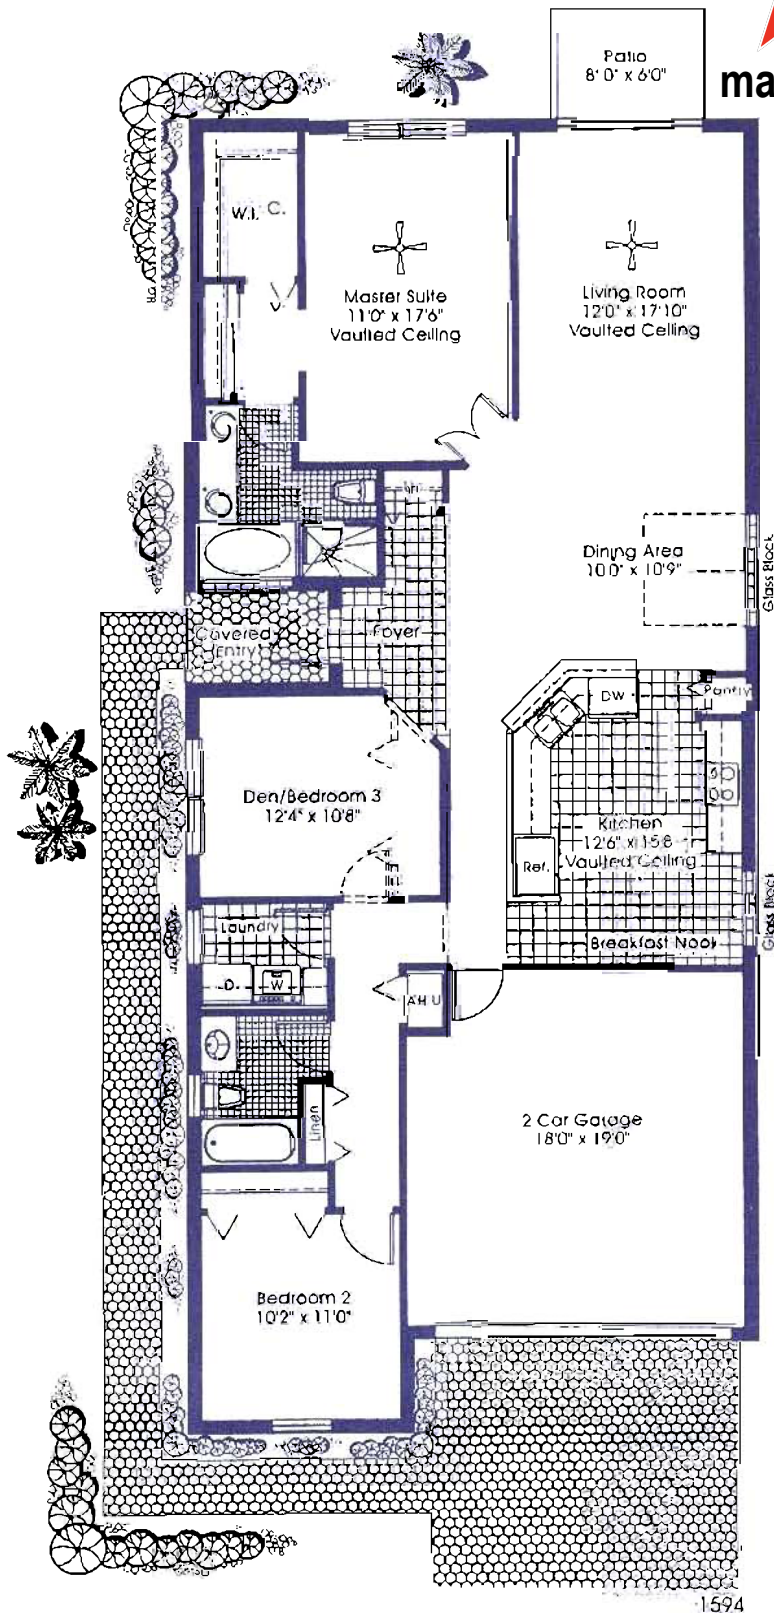 Patio
8'0" x 6'0"
ma
W.I. C.
Master Suite
11'0" x 17'6"
Vaulted Ceiling
Living Room
12'0" x 17'10"
Vaulted Ceiling
Dining Area
10'0" x 10'9"
Glass Block
Covered
Entry
Foyer
DW
Pantry
Den/Bedroom 3
12'4" x 10'8"
Kitchen
12'6" x 15'8
Vaulted Ceiling
Ref.
Glass Block
Breakfast Nook
Laundry
D.
W
A.H.U
Linen
2 Car Garage
18'0" x 19'0"
Bedroom 2
10'2" x 11'0"
1594